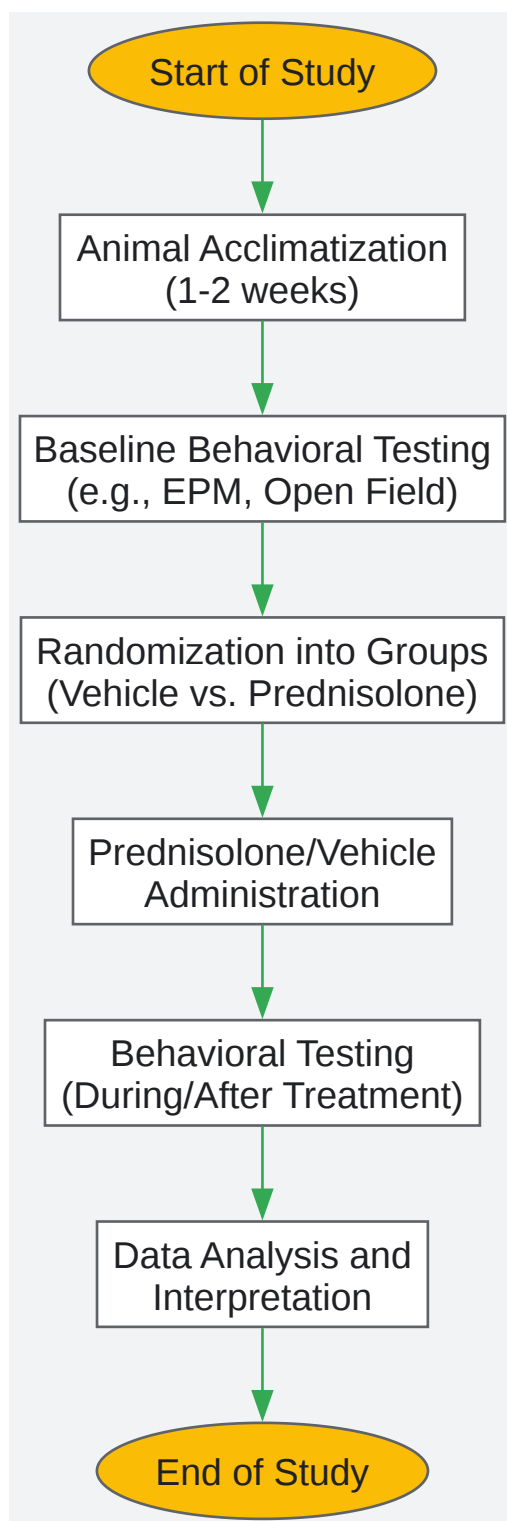 Start of Study
Animal Acclimatization
(1-2 weeks)
Baseline Behavioral Testing
(e.g., EPM, Open Field)
Randomization into Groups
(Vehicle vs. Prednisolone)
Prednisolone/Vehicle
Administration
Behavioral Testing
(During/After Treatment)
Data Analysis and
Interpretation
End of Study